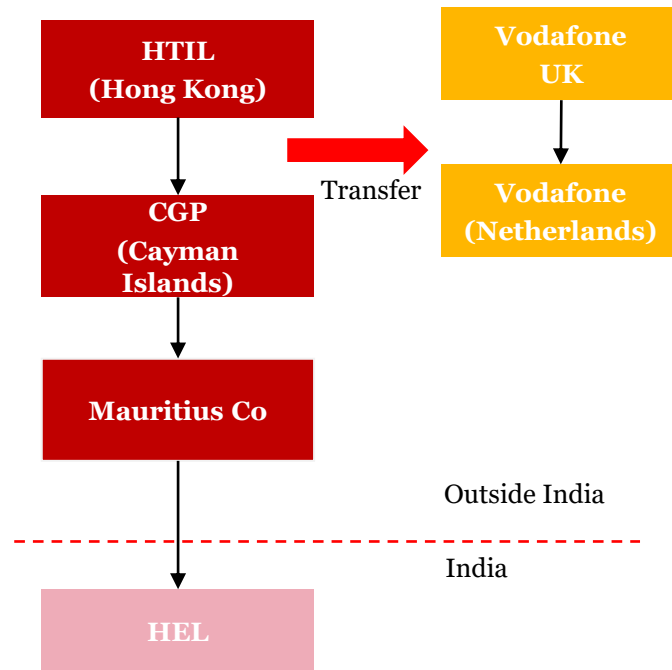 HTIL
(Hong Kong)
Vodafone
UK
Transfer
CGP
(Cayman
Islands)
Vodafone
(Netherlands)
Mauritius Co
Outside India
India
HEL